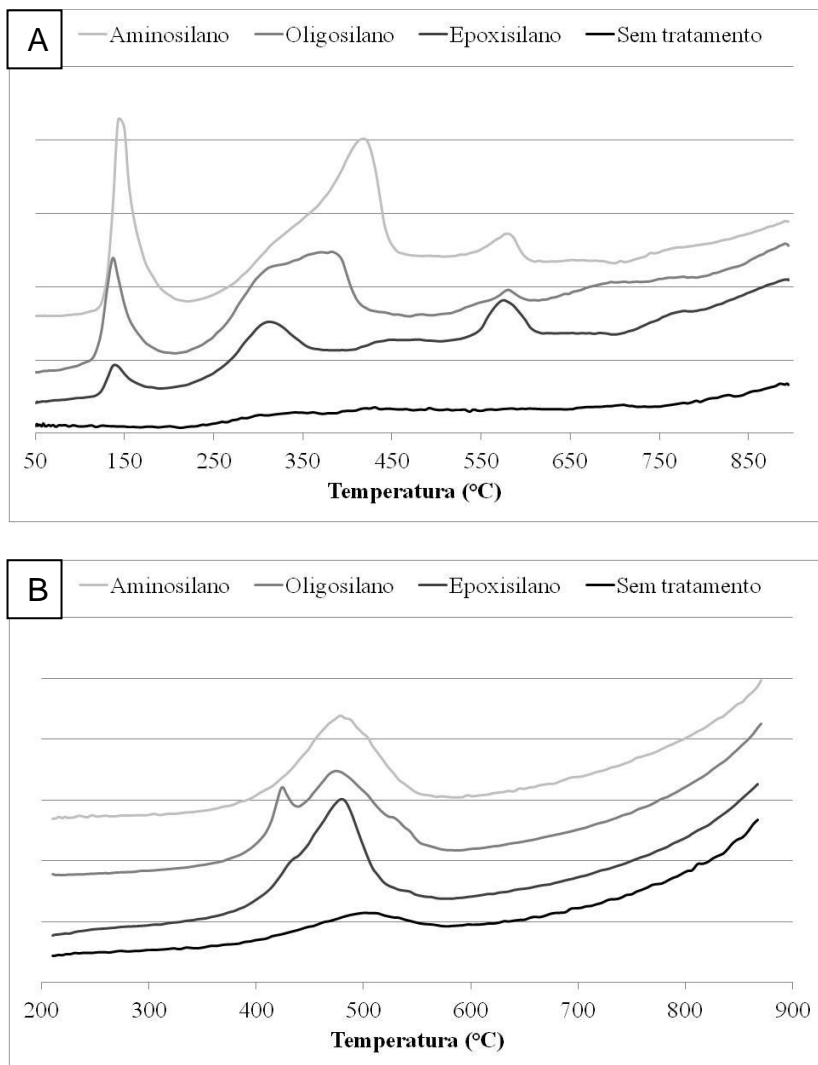 A
Aminosilano Oligosilano Epoxisilano Sem tratamento
50 150 250 350 450 550 650 750 850
Temperatura (°C)
B
Aminosilano Oligosilano Epoxisilano Sem tratamento
200 300 400 500 600 700 800 900
Temperatura (°C)